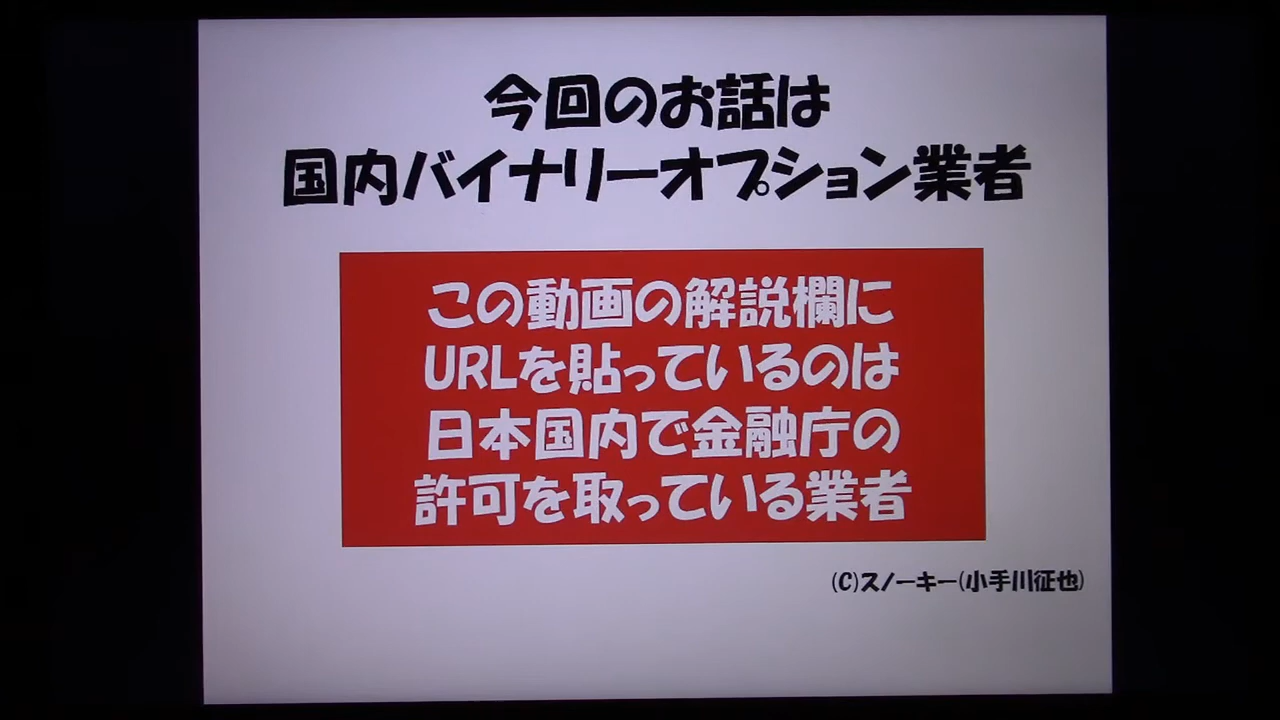 今回のお話は
国内バイナリーオプション業者
この動画の解説欄に
URLを貼っているのは
日本国内で金融庁の
許可を取っている業者
(C)スノーキー(小手川征也)